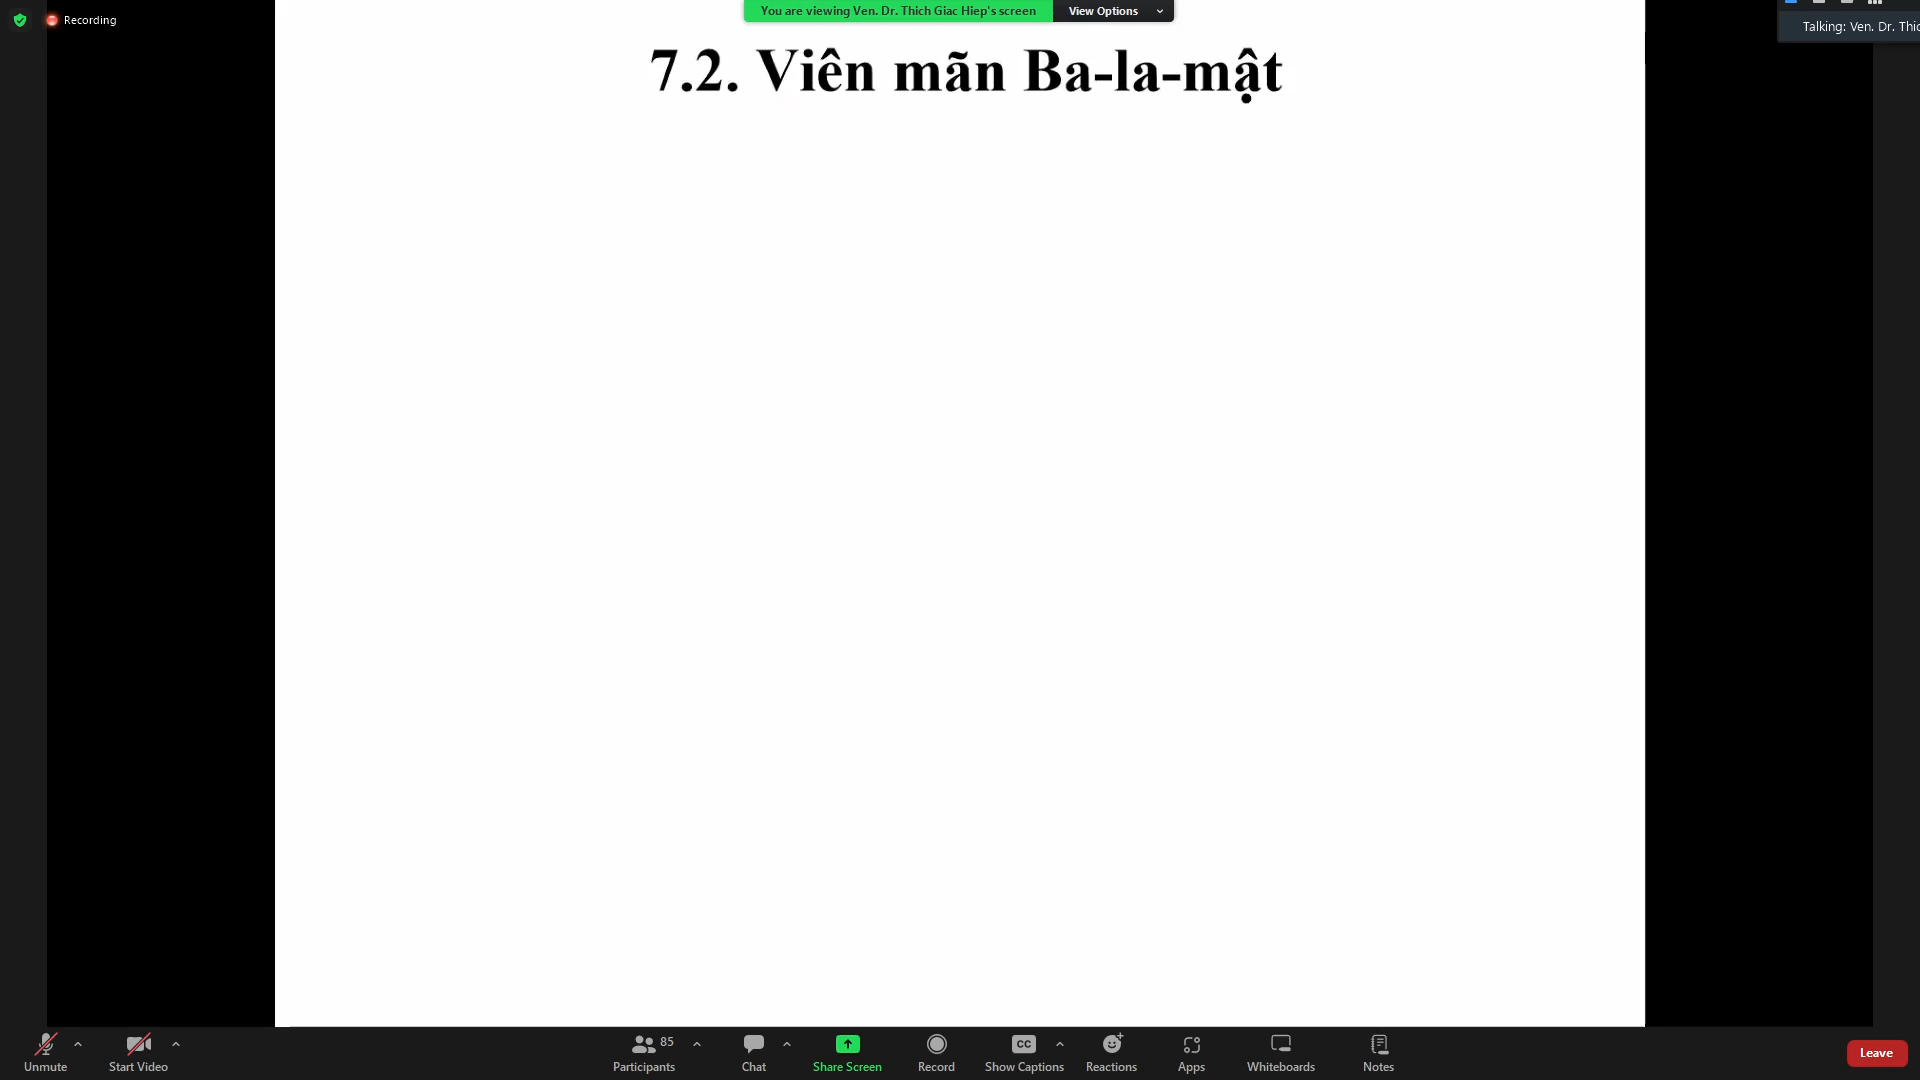 You are viewing Ven. Dr. Thich Giac Hiep's screen View Options
Recording
Talking: Ven. Dr.
7.2. Viên mãn Ba-la-mật
85
Unmute Start Video Participants Chat Share Screen Record Show Captions Reactions Apps Whiteboards Notes Leave
CC